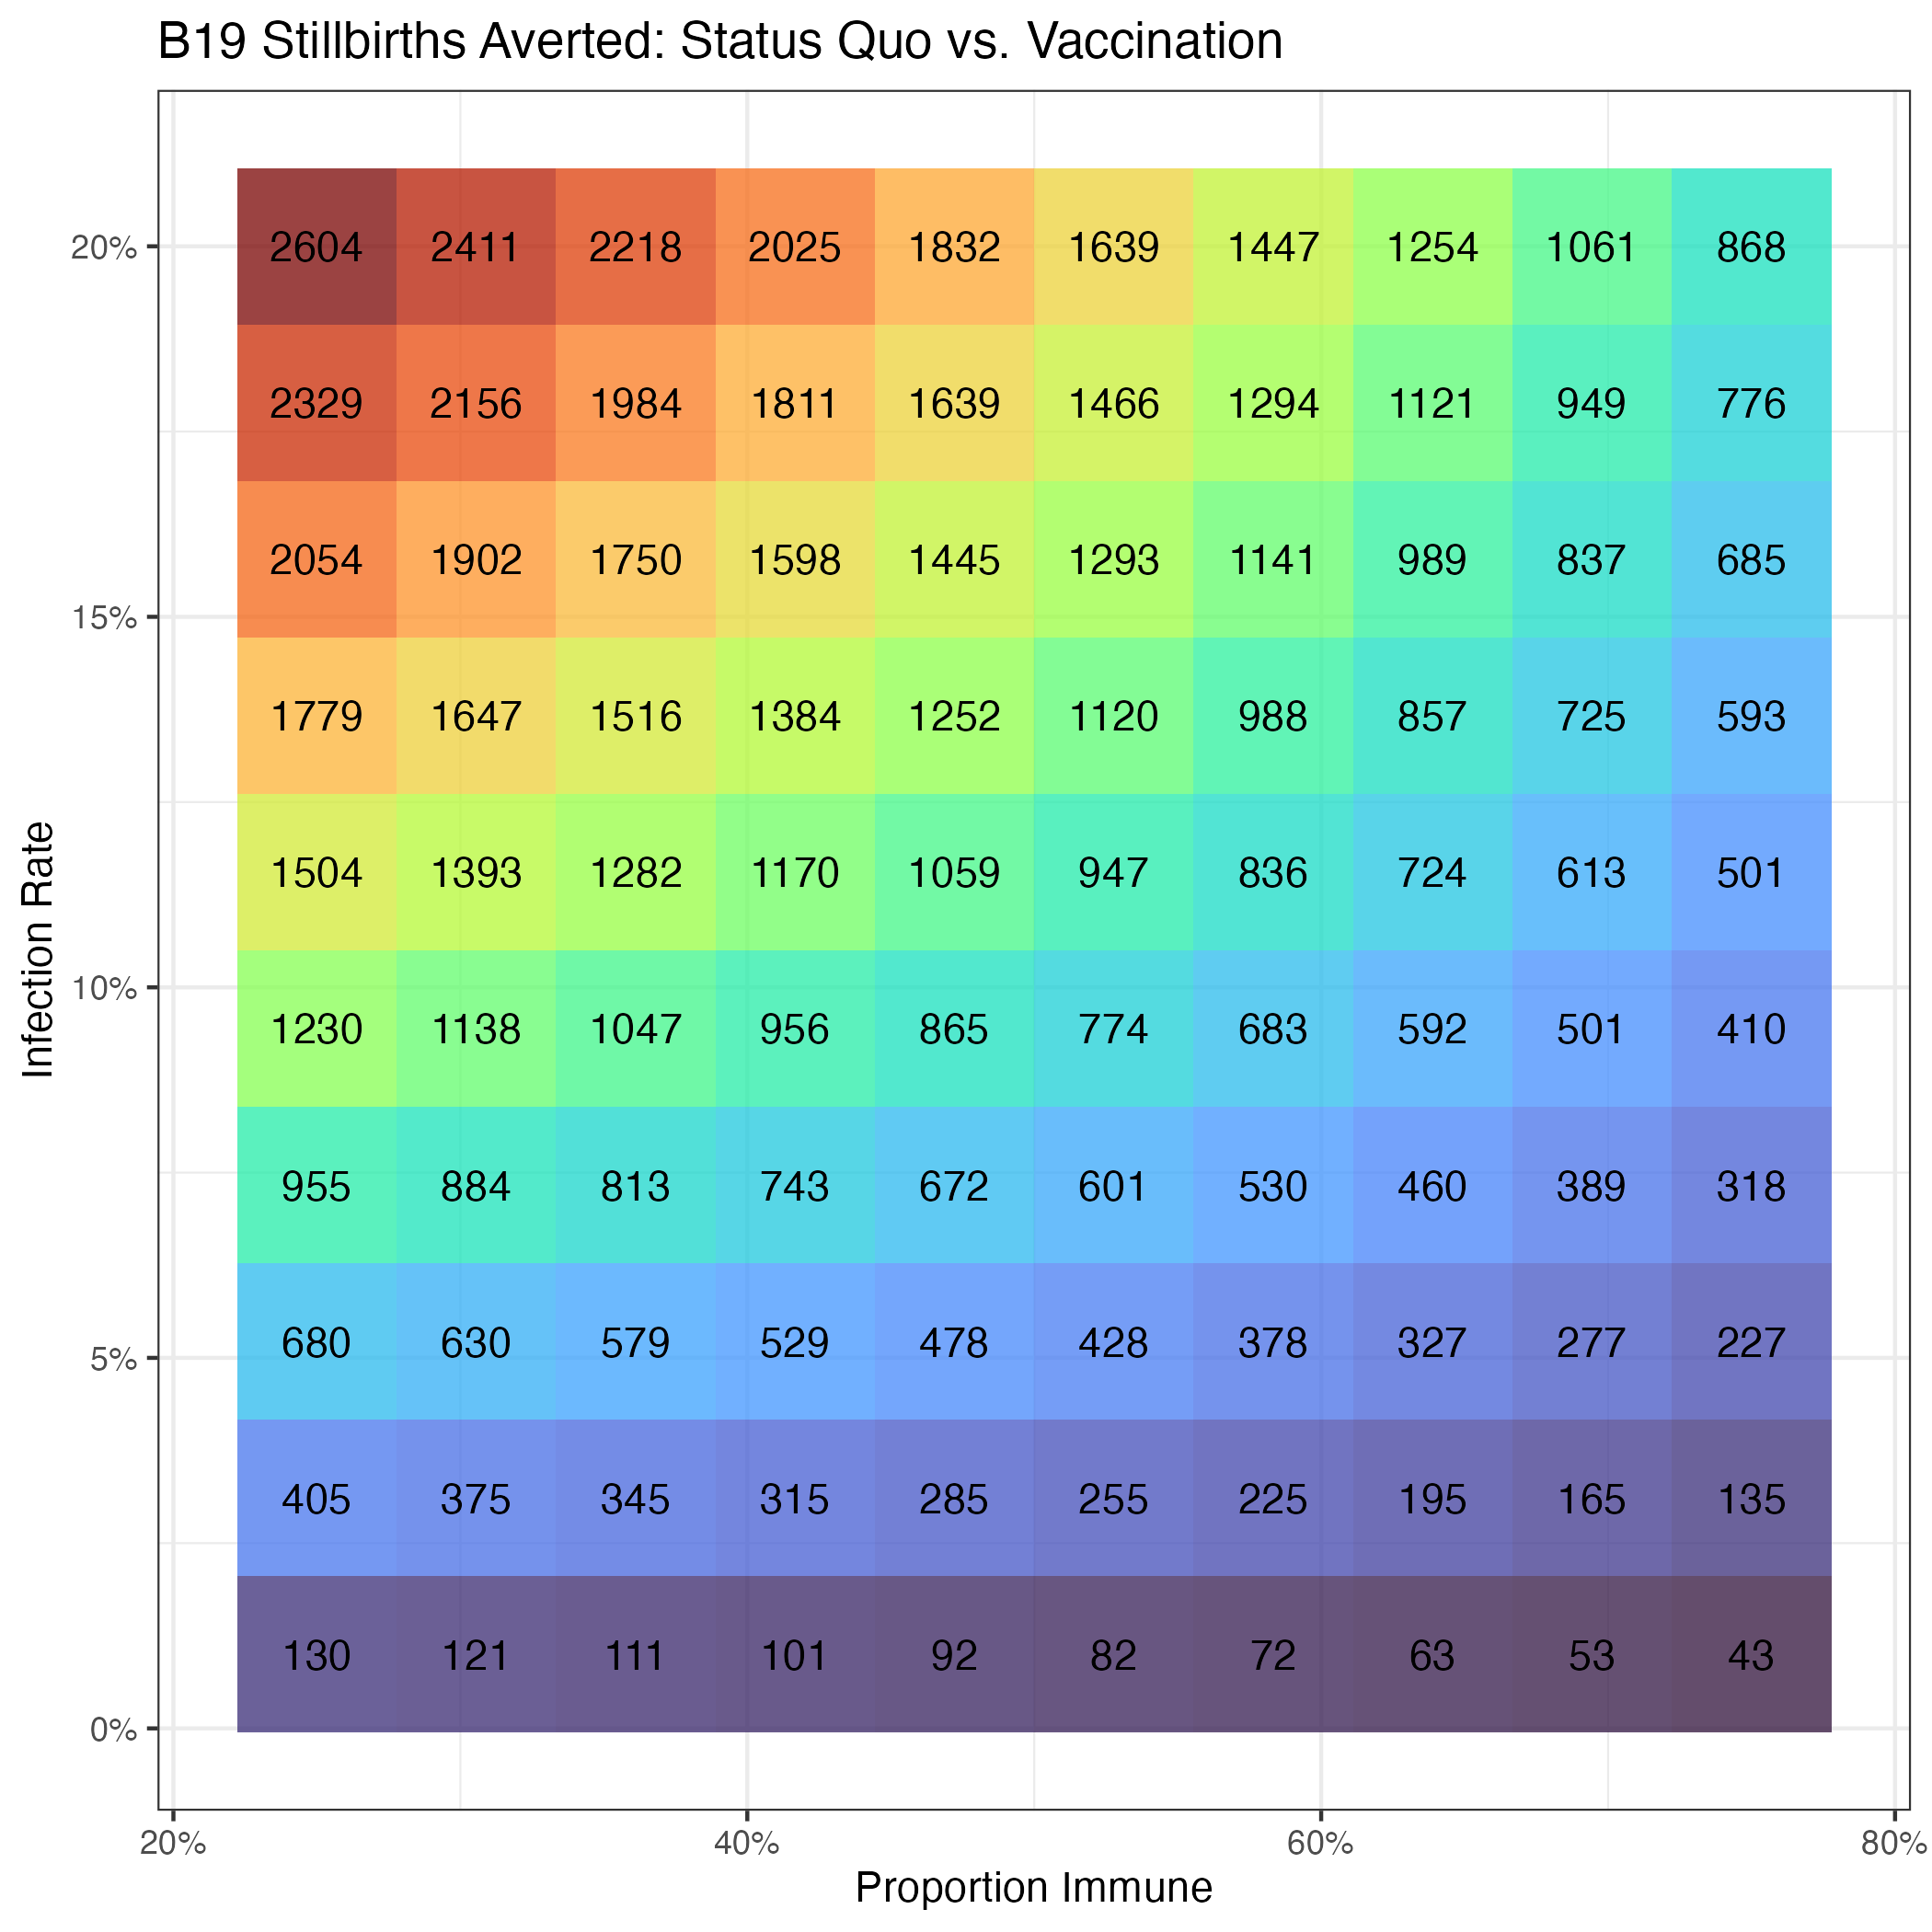 B19 Stillbirths Averted: Status Quo vs. Vaccination
20% 2604 2411 2218 2025 1832 1639 1447 1254 1061 868
2329 2156 1984 1811 1639 1466 1294 1121 949 776
2054 1902 1750 1598 1445 1293 1141 989 837 685
15%
1779 1647 1516 1384 1252 1120 988 857 725 593
1504 1393 1282 1170 1059 947 836 724 613 501
10%
1230 1138 1047 956 865 774 683 592 501 410
955 884 813 743 672 601 530 460 389 318
680 630 579 529 478 428 378 327 277 227
5%
405 375 345 315 285 255 225 195 165 135
130 121 111 101 92 82 72 63 53 43
0%
20% 40% 60% 80%
Proportion Immune
Infection Rate